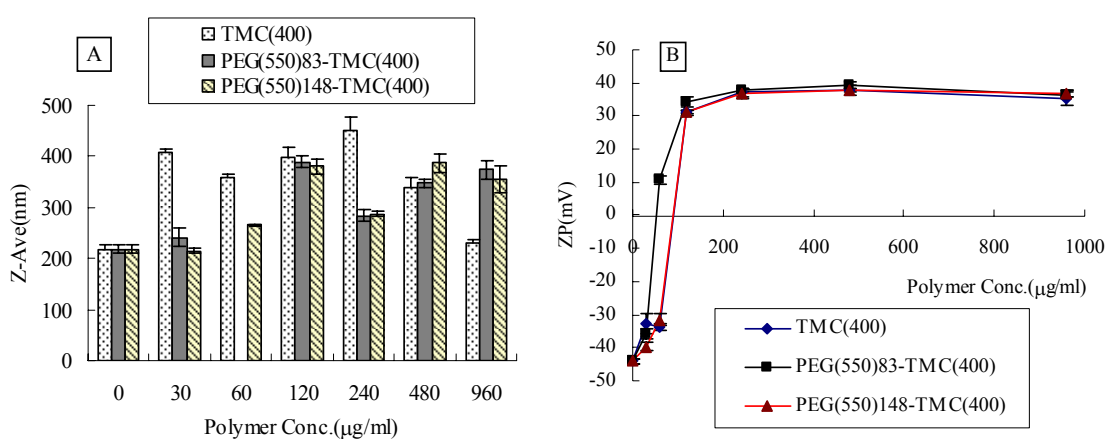 A
TMC(400)
PEG(550)83-TMC(400)
PEG(550)148-TMC(400)
500
400
300
200
100
0
Z-Ave(nm)
0 30 60 120 240 480 960
Polymer Conc.(µg/ml)
B
50
40
30
20
10
0
-10
-20
-30
-40
-50
ZP(mV)
0 200 400 600 800 1000
Polymer Conc.(µg/ml)
TMC(400)
PEG(550)83-TMC(400)
PEG(550)148-TMC(400)